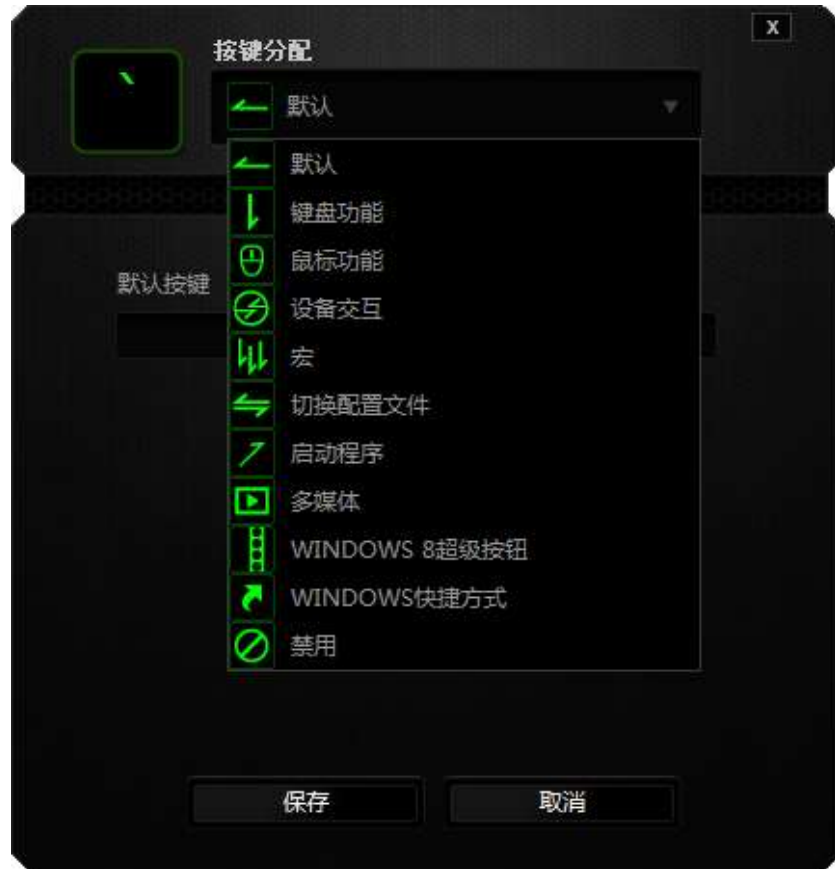 X
按键分配
`
默认
默认
键盘功能
鼠标功能
默认按键
设备交互
宏
切换配置文件
启动程序
多媒体
WINDOWS 8超级按钮
WINDOWS快捷方式
禁用
保存
取消